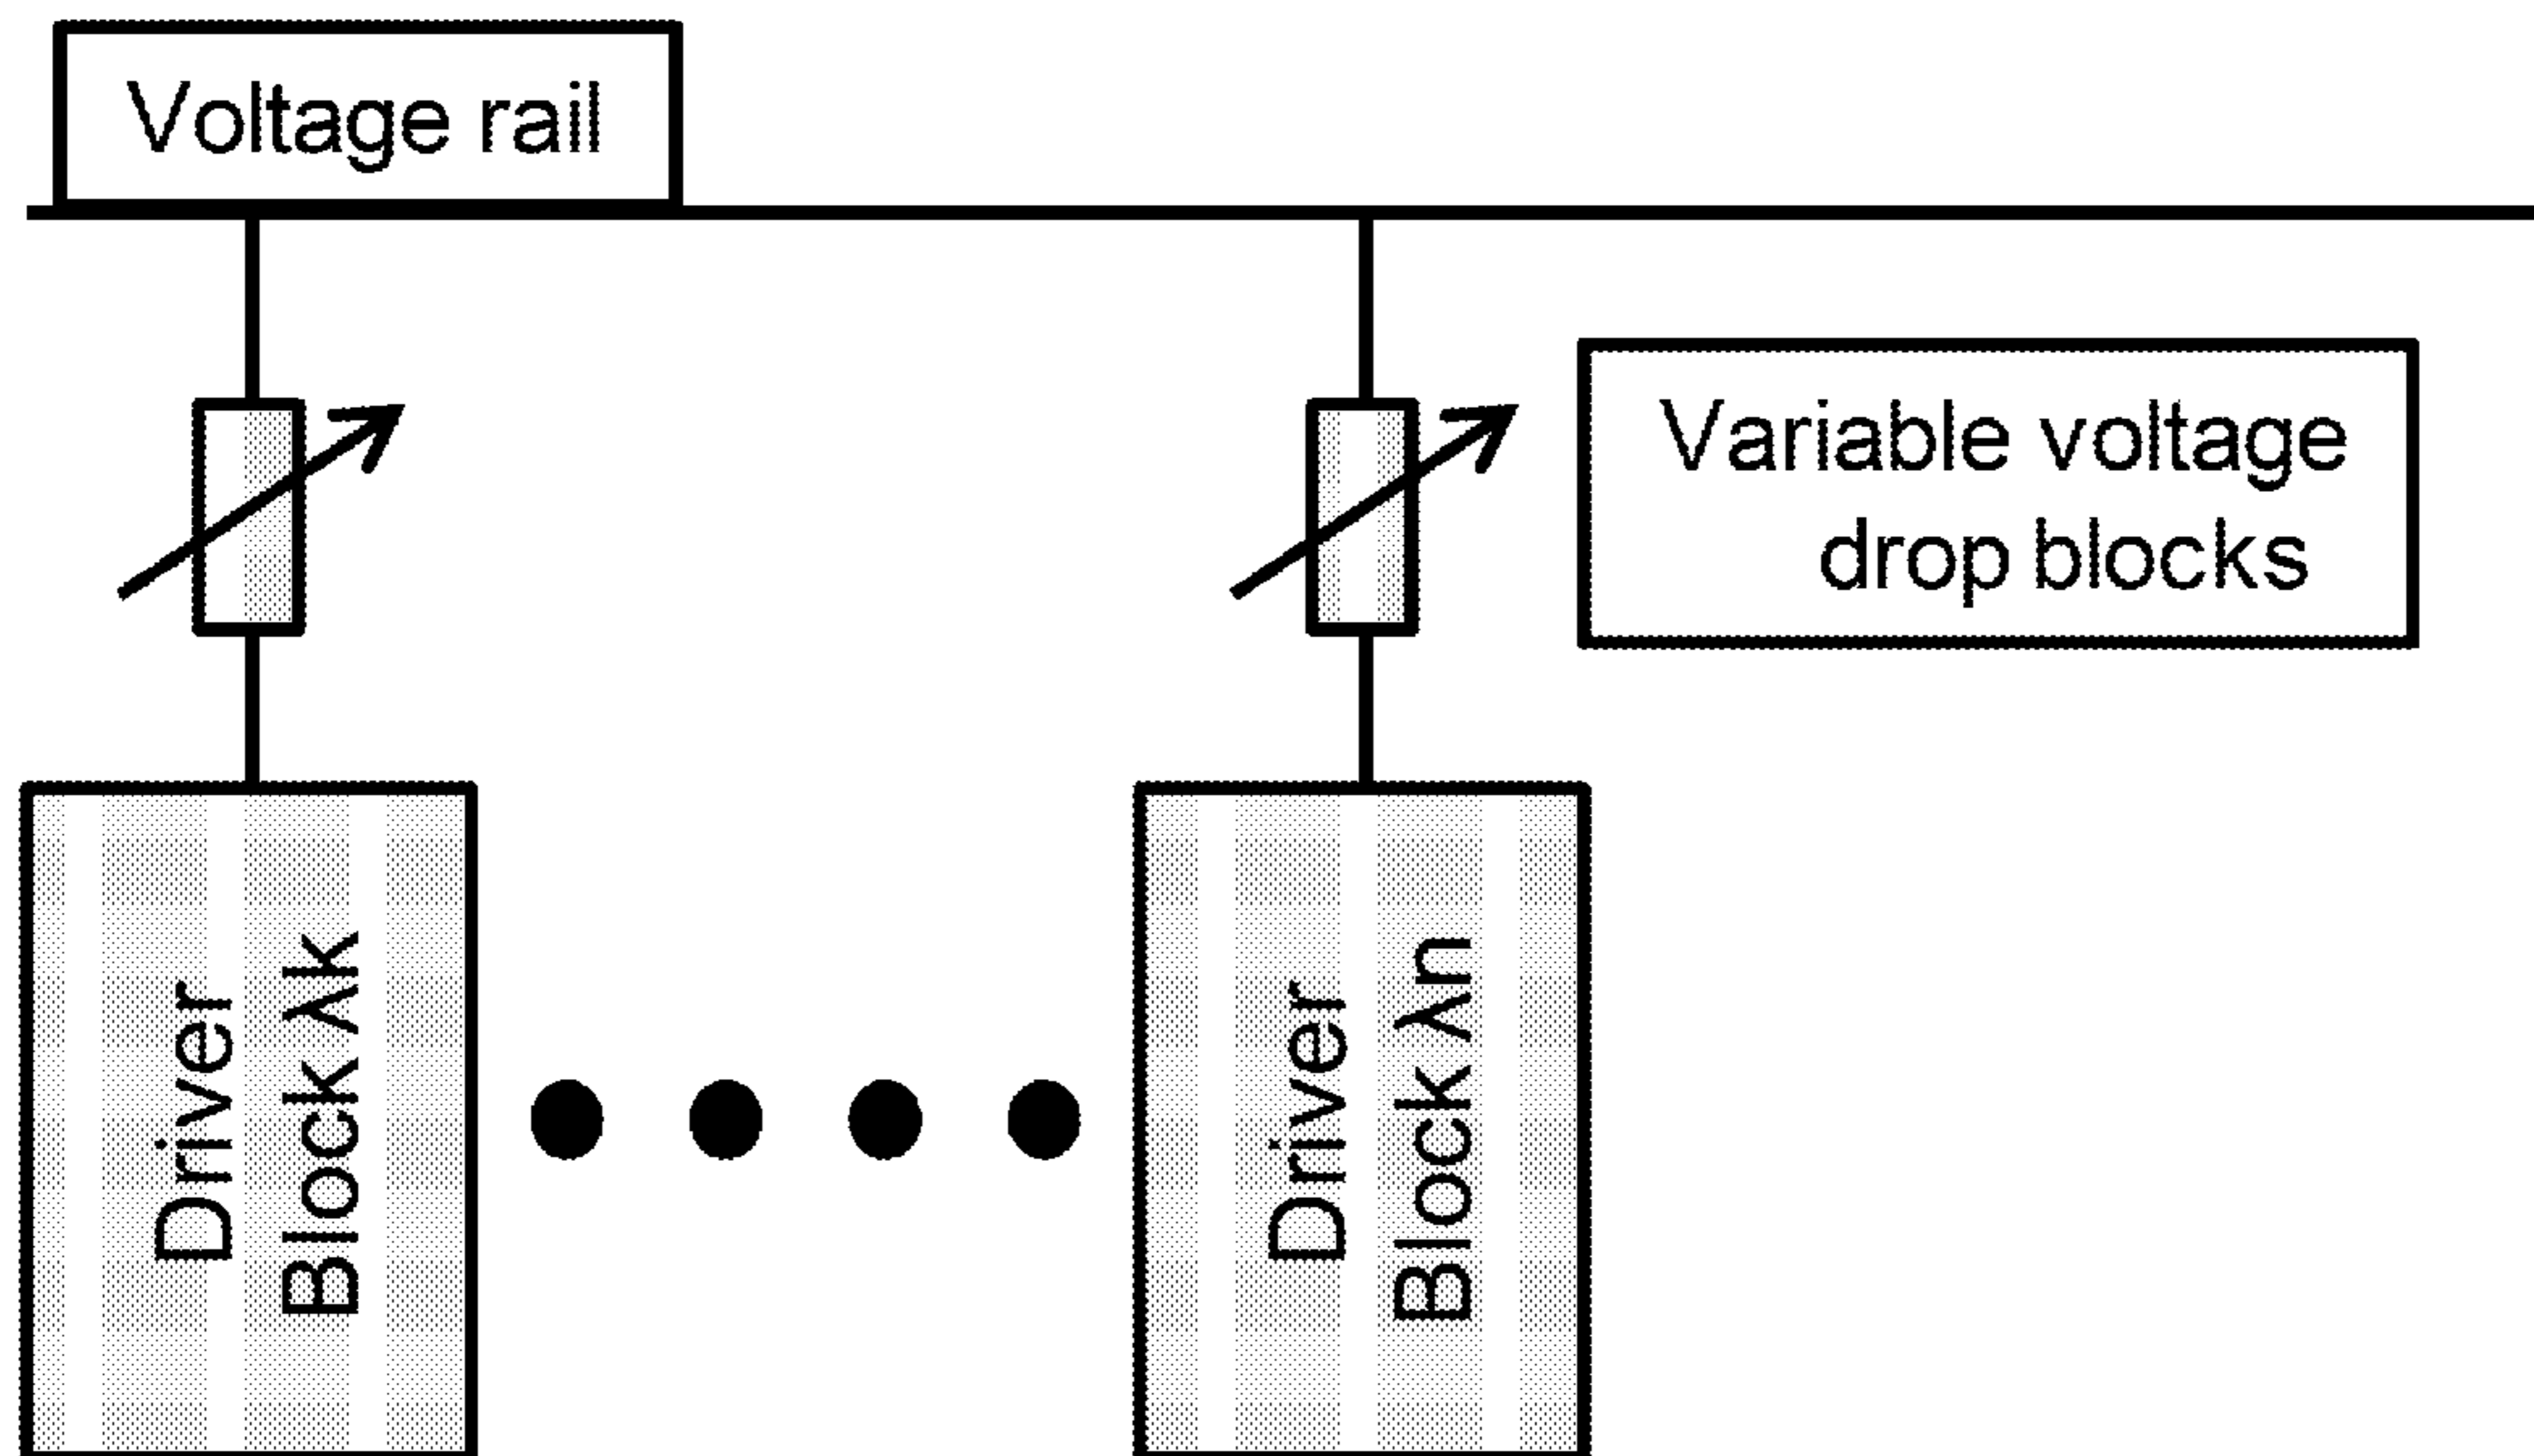 Voltage rail
Variable voltage
drop blocks
Driver
Block λk
Driver
Block λn